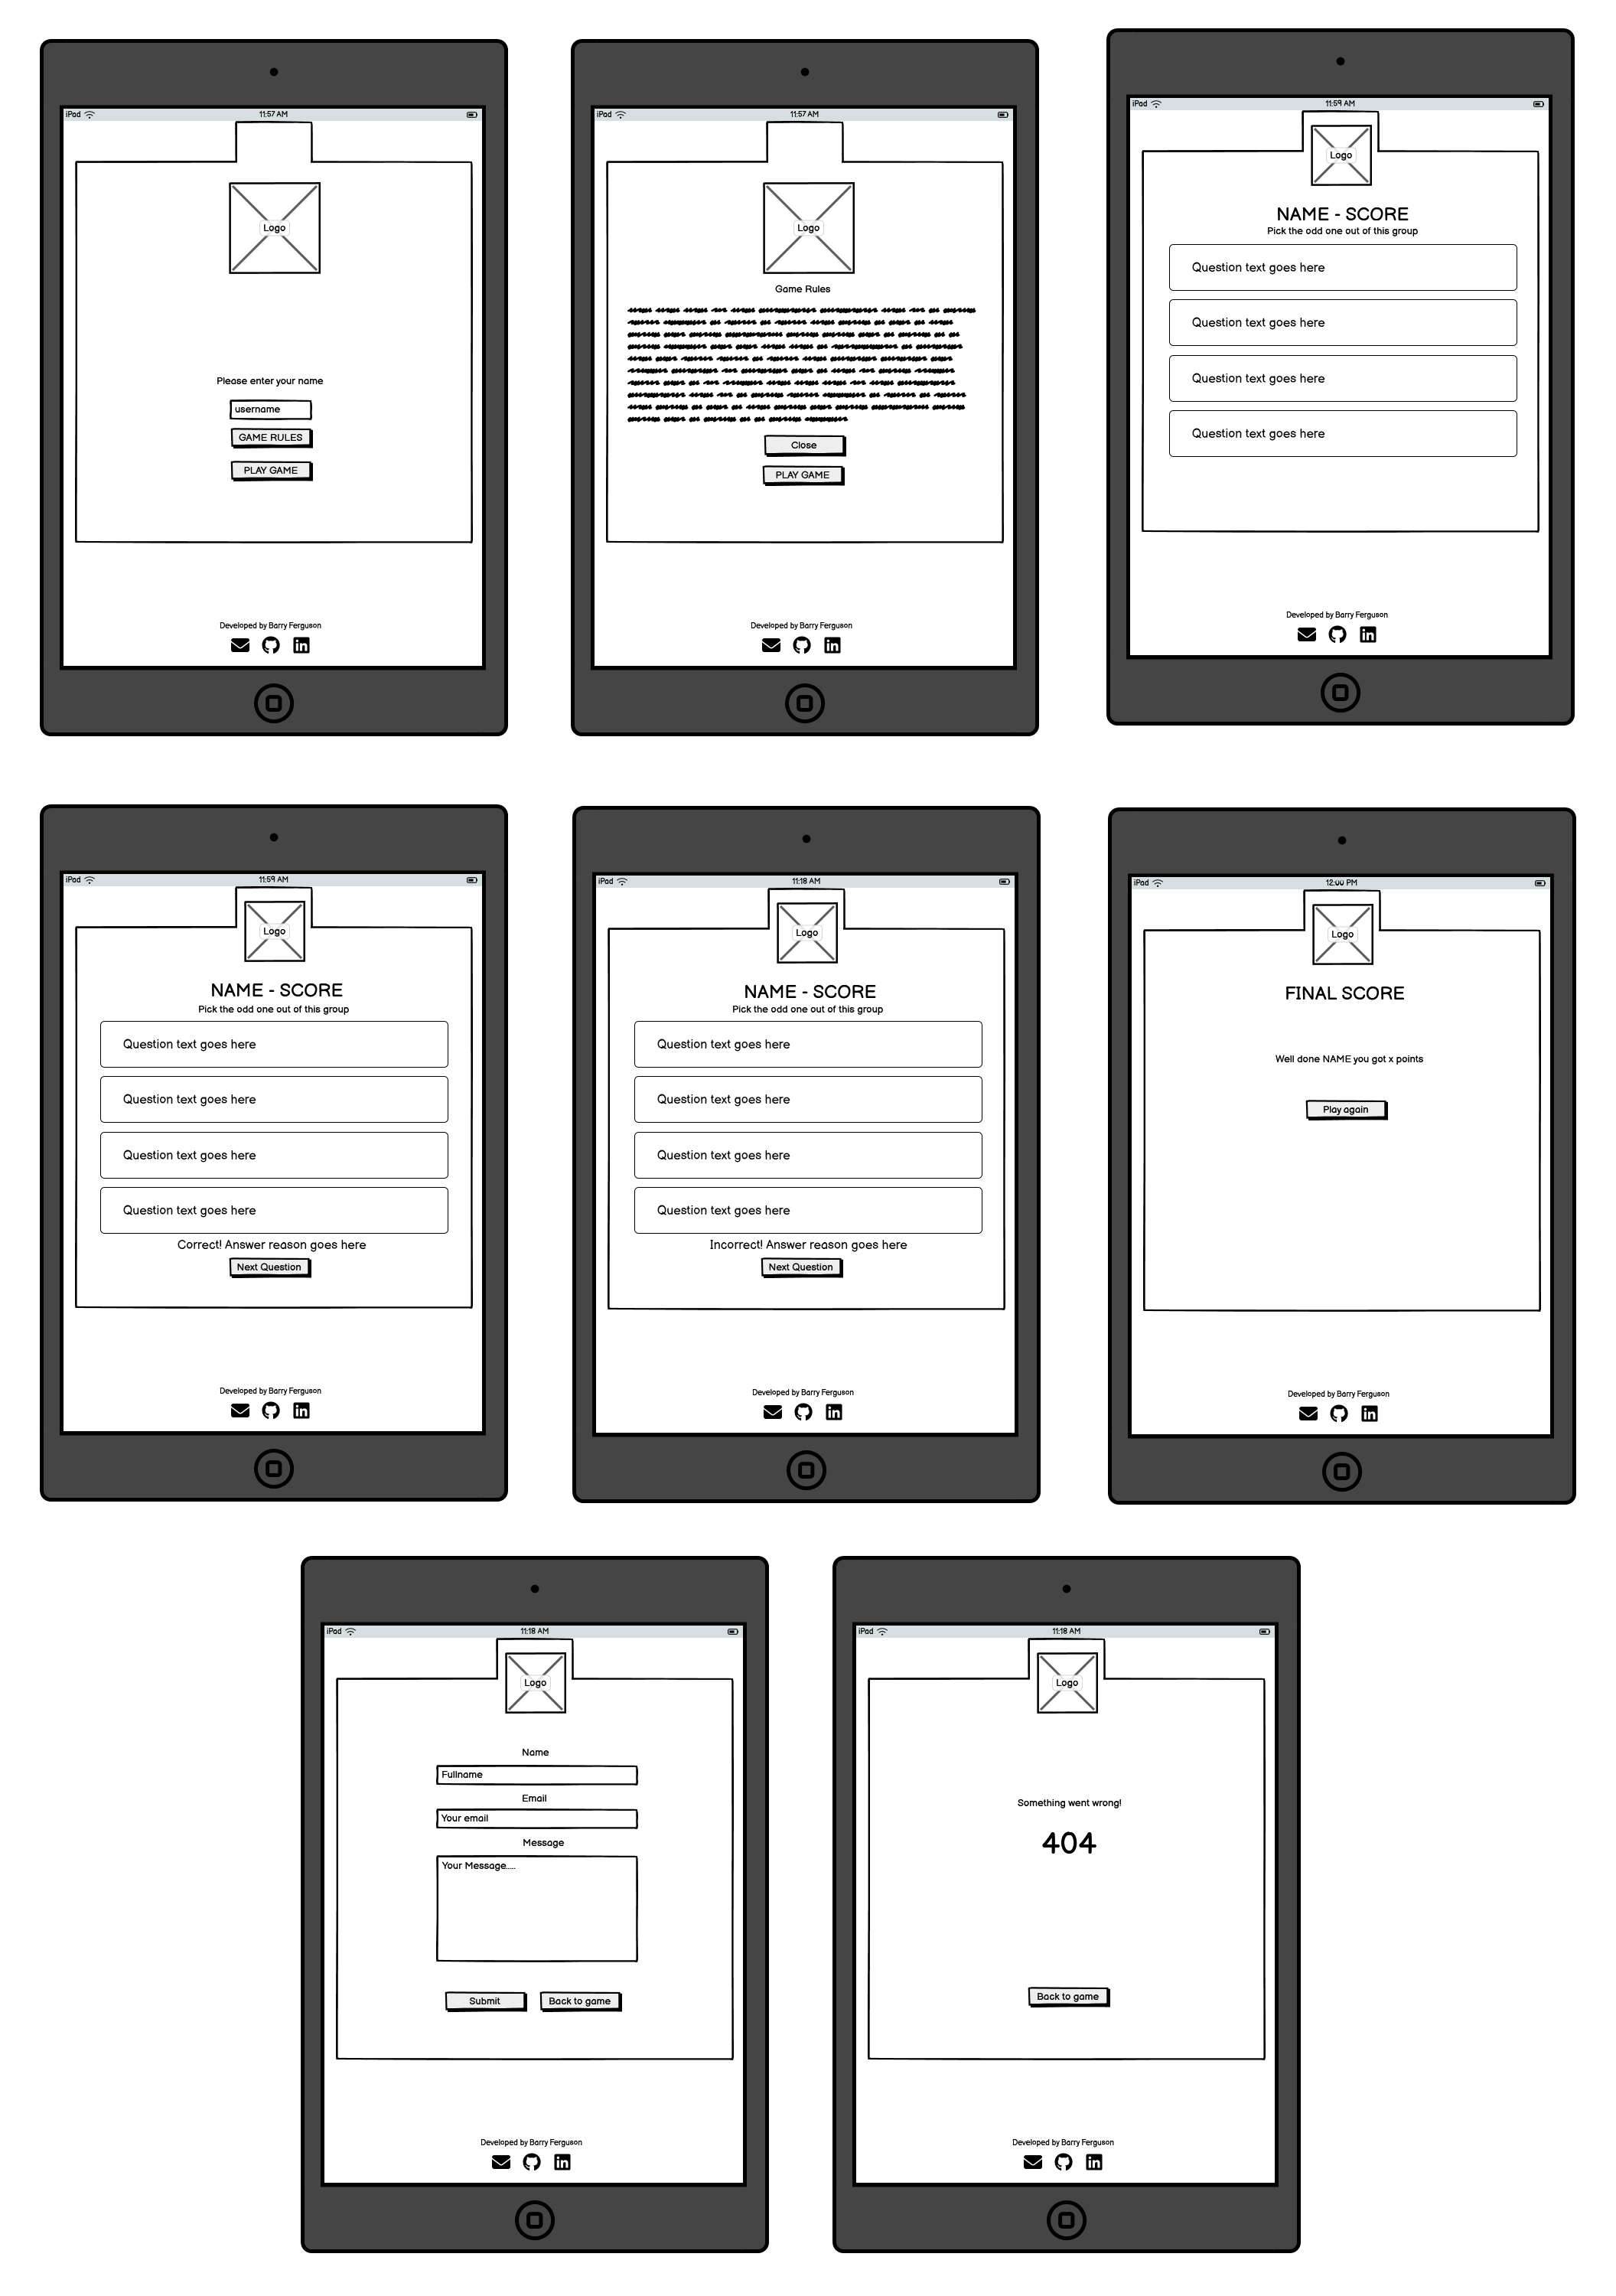 iPad 11:57 AM
Logo
Please enter your name
username
GAME RULES
PLAY GAME
Developed by Barry Ferguson
in
iPad 11:57 AM
Logo
Game Rules
Close
PLAY GAME
Developed by Barry Ferguson
in
iPad 11:59 AM
Logo
NAME - SCORE
Pick the odd one out of this group
Question text goes here
Question text goes here
Question text goes here
Question text goes here
Developed by Barry Ferguson
in
iPad 11:59 AM
Logo
NAME - SCORE
Pick the odd one out of this group
Question text goes here
Question text goes here
Question text goes here
Question text goes here
Correct! Answer reason goes here
Next Question
Developed by Barry Ferguson
in
iPad 11:18 AM
Logo
NAME - SCORE
Pick the odd one out of this group
Question text goes here
Question text goes here
Question text goes here
Question text goes here
Incorrect! Answer reason goes here
Next Question
Developed by Barry Ferguson
in
iPad 12:00 PM
Logo
FINAL SCORE
Well done NAME you got x points
Play again
Developed by Barry Ferguson
in
iPad 11:18 AM
Logo
Name
Fullname
Email
Your email
Message
Your Message.....
Submit Back to game
Developed by Barry Ferguson
in
iPad 11:18 AM
Logo
Something went wrong!
404
Back to game
Developed by Barry Ferguson
in